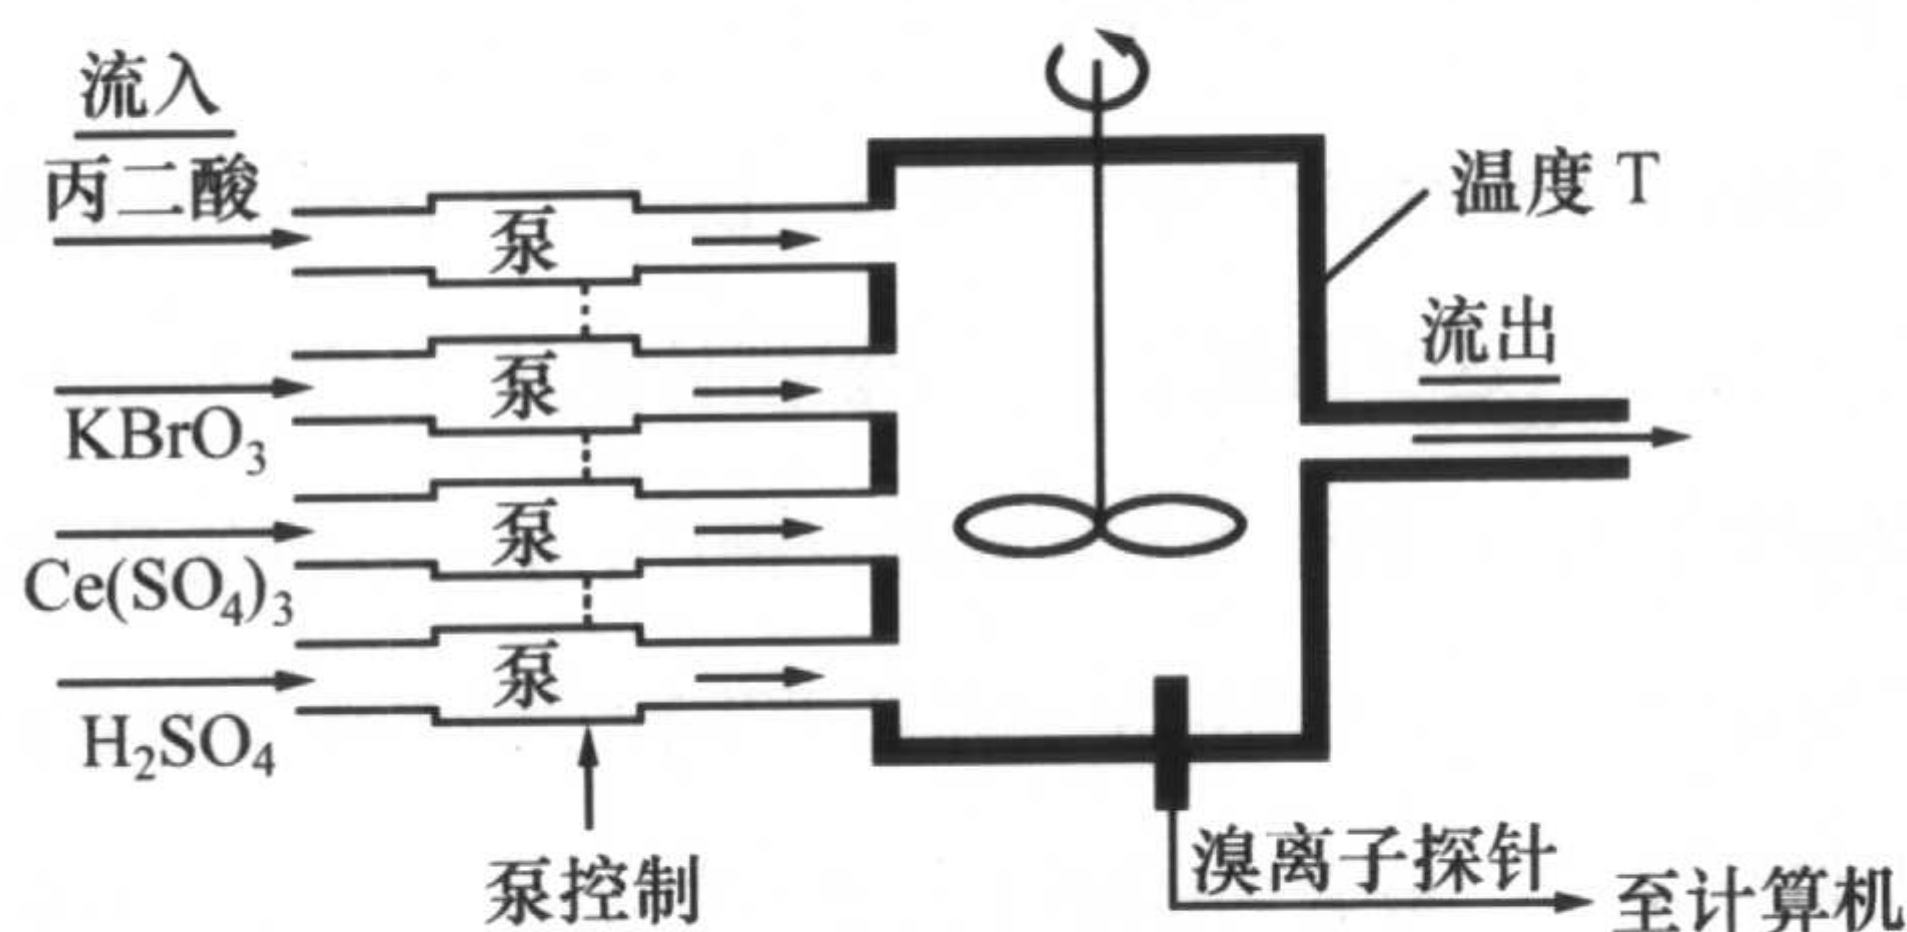 流入
丙二酸
泵
温度 T
流出
KBrO₃
泵
Ce(SO₄)₃
泵
H₂SO₄
泵
泵控制
溴离子探针
至计算机